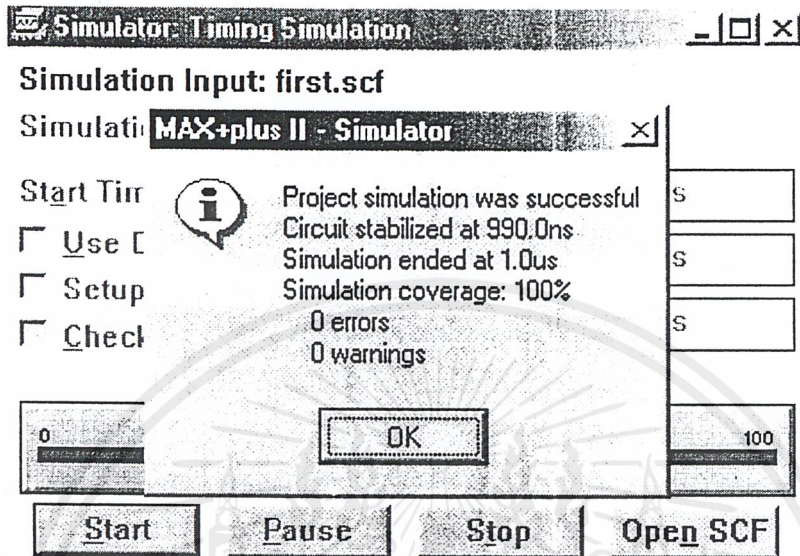 Simulator: Timing Simulation
Simulation Input: first.scf
Simulati
MAX+plus II - Simulator
Start Tim
Use D
Setup
Check
Project simulation was successful
Circuit stabilized at 990.0ns
Simulation ended at 1.0us
Simulation coverage: 100%
0 errors
0 warnings
s
s
s
OK
0
100
Start
Pause
Stop
Open SCF